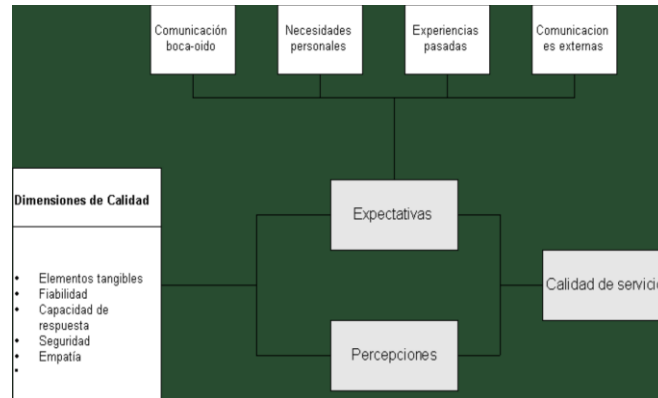 Comunicación
boca-oido
Necesidades
personales
Experiencias
pasadas
Comunicacion
es externas
Dimensiones de Calidad
• Elementos tangibles
• Fiabilidad
• Capacidad de
respuesta
• Seguridad
• Empatía
•
Expectativas
Percepciones
Calidad de servicio